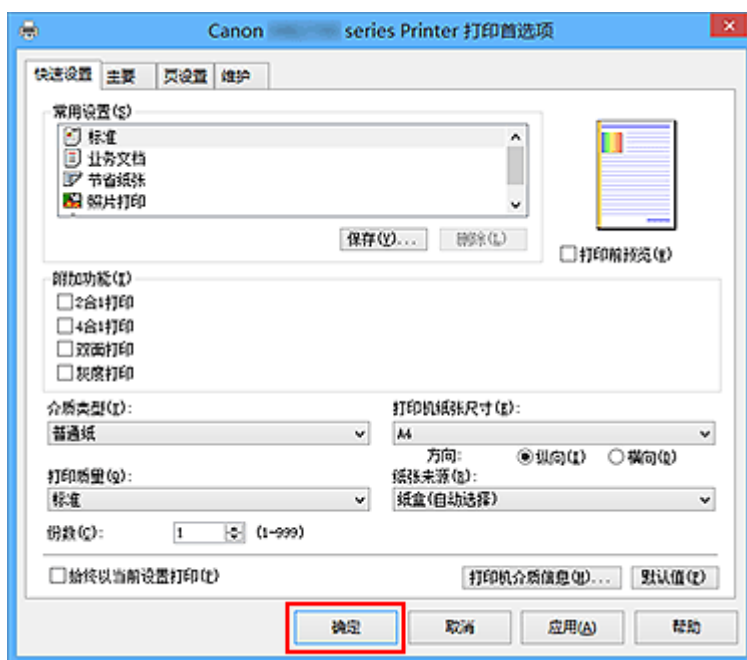 Canon series Printer 打印首选项
快速设置 主要 页设置 维护
常用设置(S)
标准
业务文档
节省纸张
照片打印
保存(V)... 删除(L)
打印前预览(W)
附加功能(T)
2合1打印
4合1打印
双面打印
灰度打印
介质类型(I): 打印机纸张尺寸(E):
普通纸 A4
方向: 纵向(1) 横向(0)
打印质量(Q): 纸张来源(B):
标准 纸盒(自动选择)
份数(C): 1 (1-999)
始终以当前设置打印(T)
打印机介质信息(U)... 默认值(F)
确定 取消 应用(A) 帮助